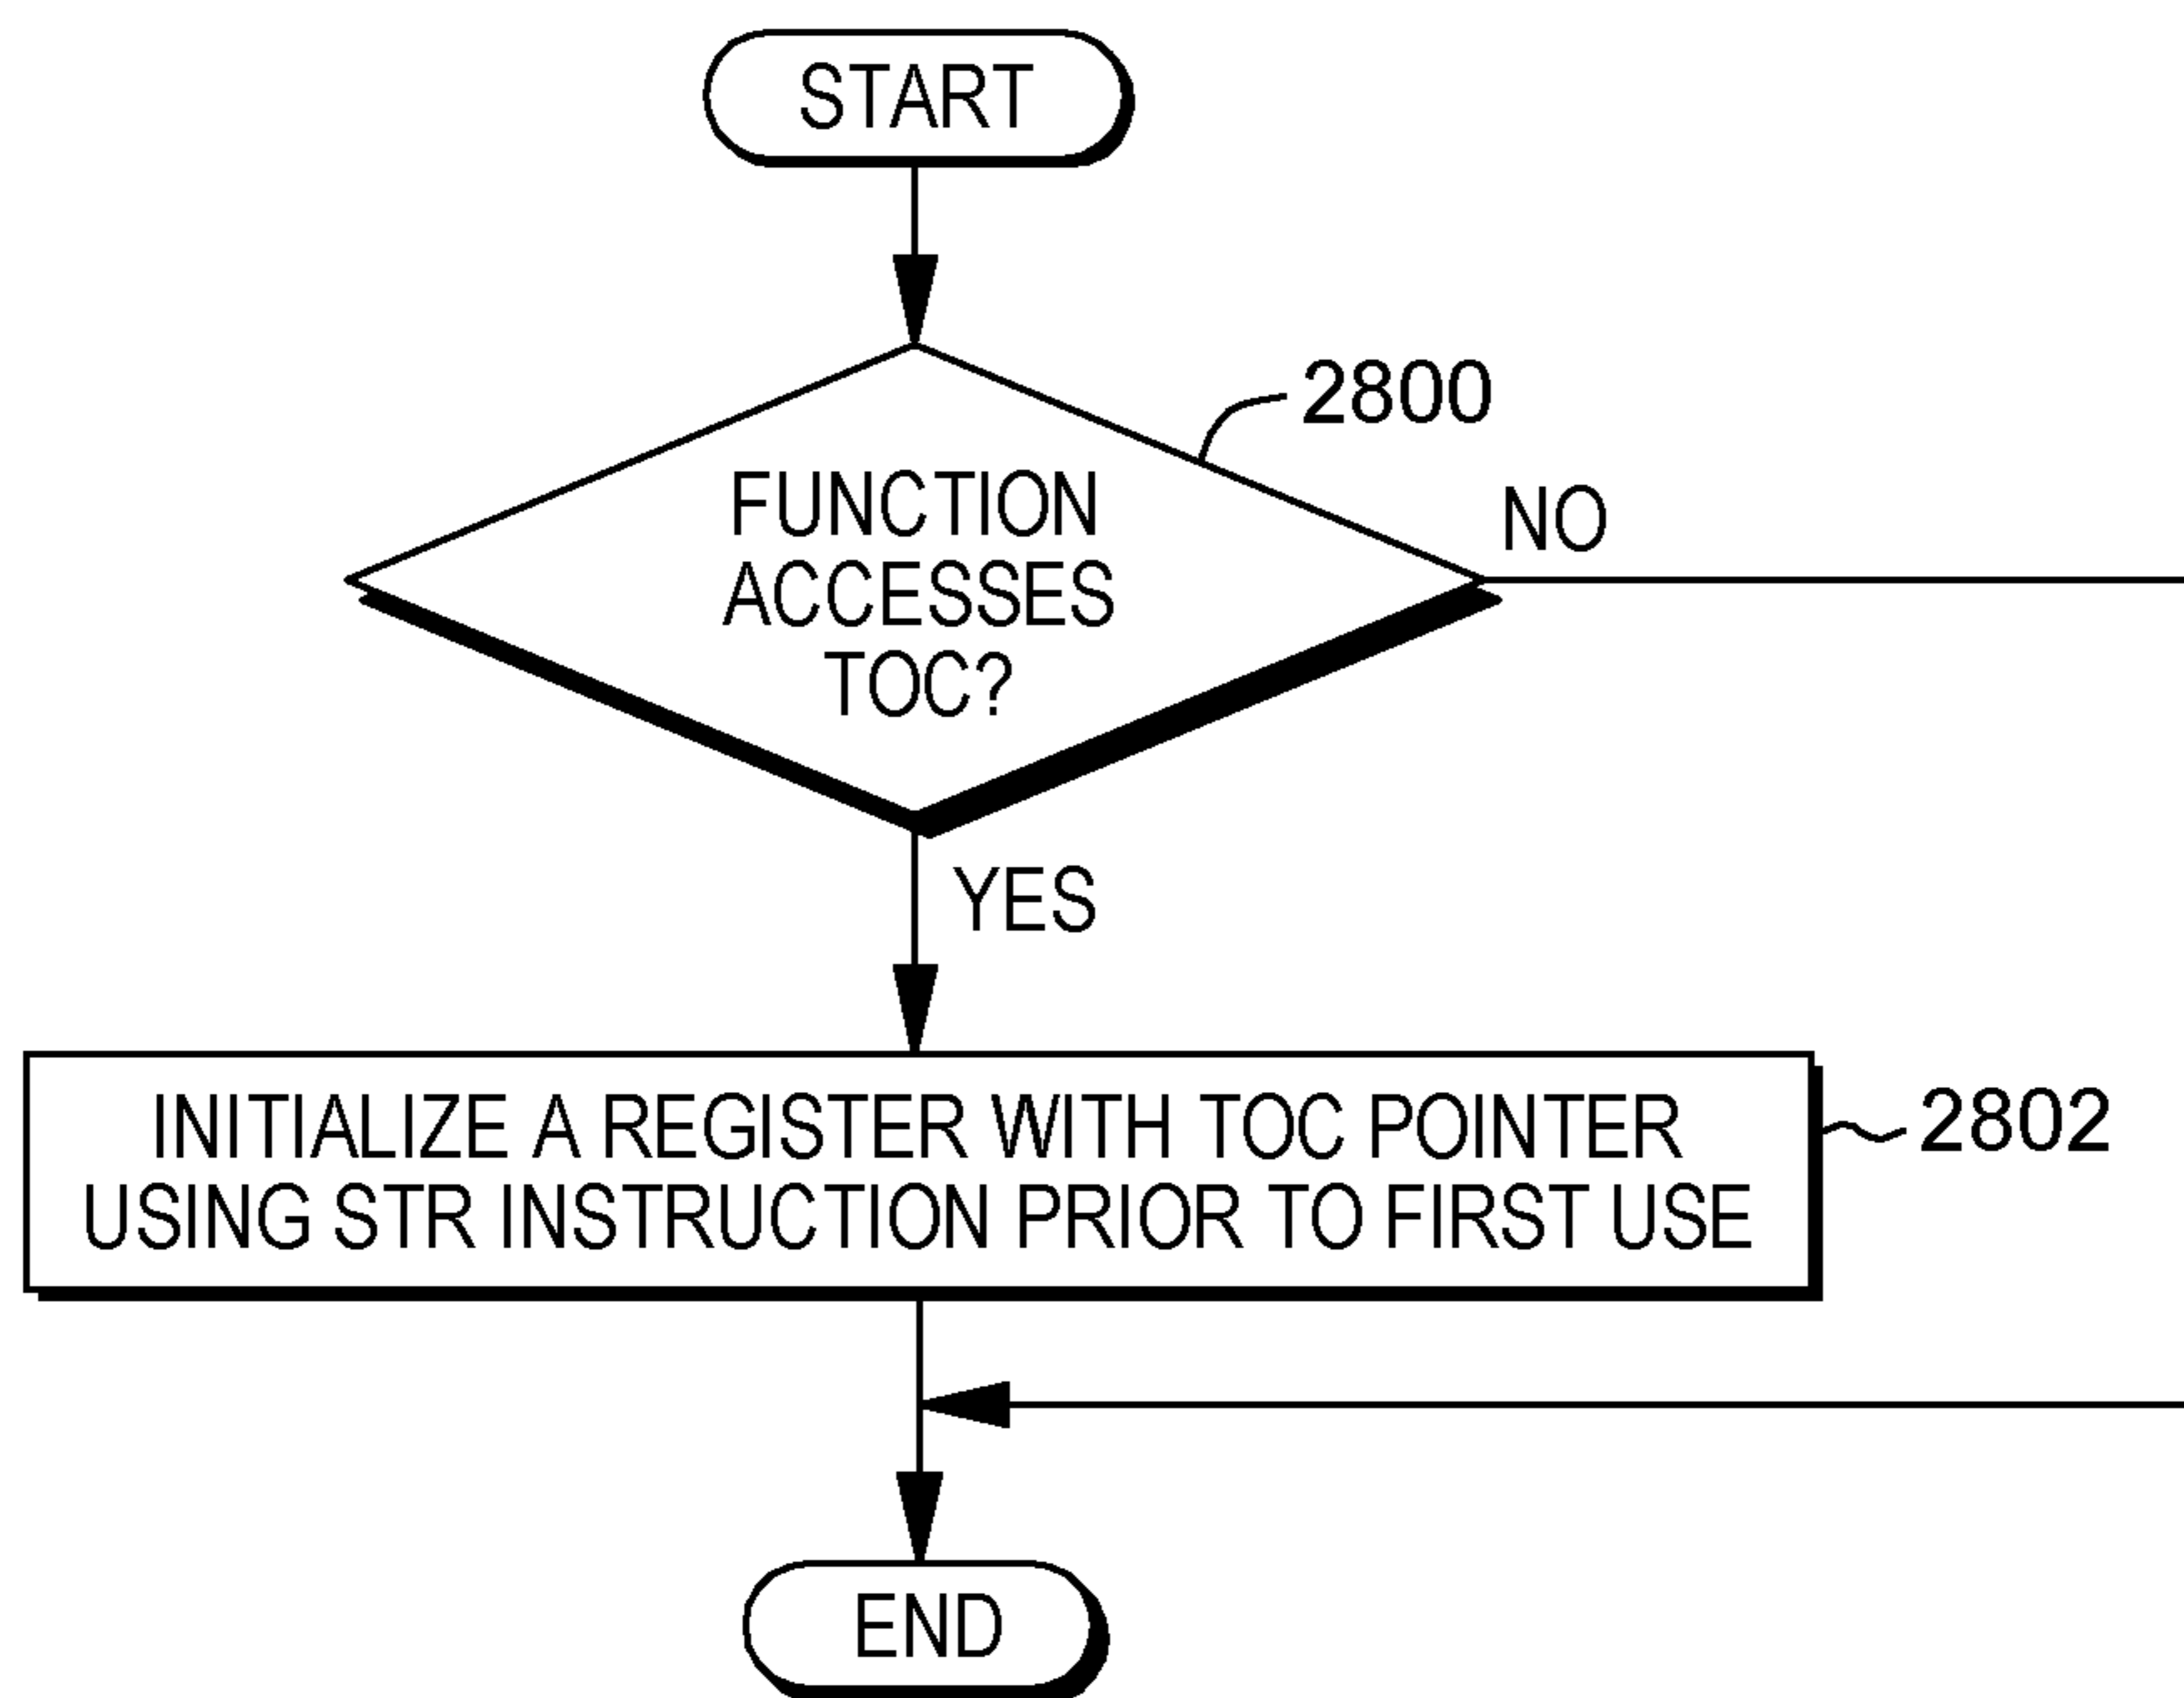 START
2800
FUNCTION
ACCESSES
TOC?
NO
YES
INITIALIZE A REGISTER WITH TOC POINTER
USING STR INSTRUCTION PRIOR TO FIRST USE
2802
END